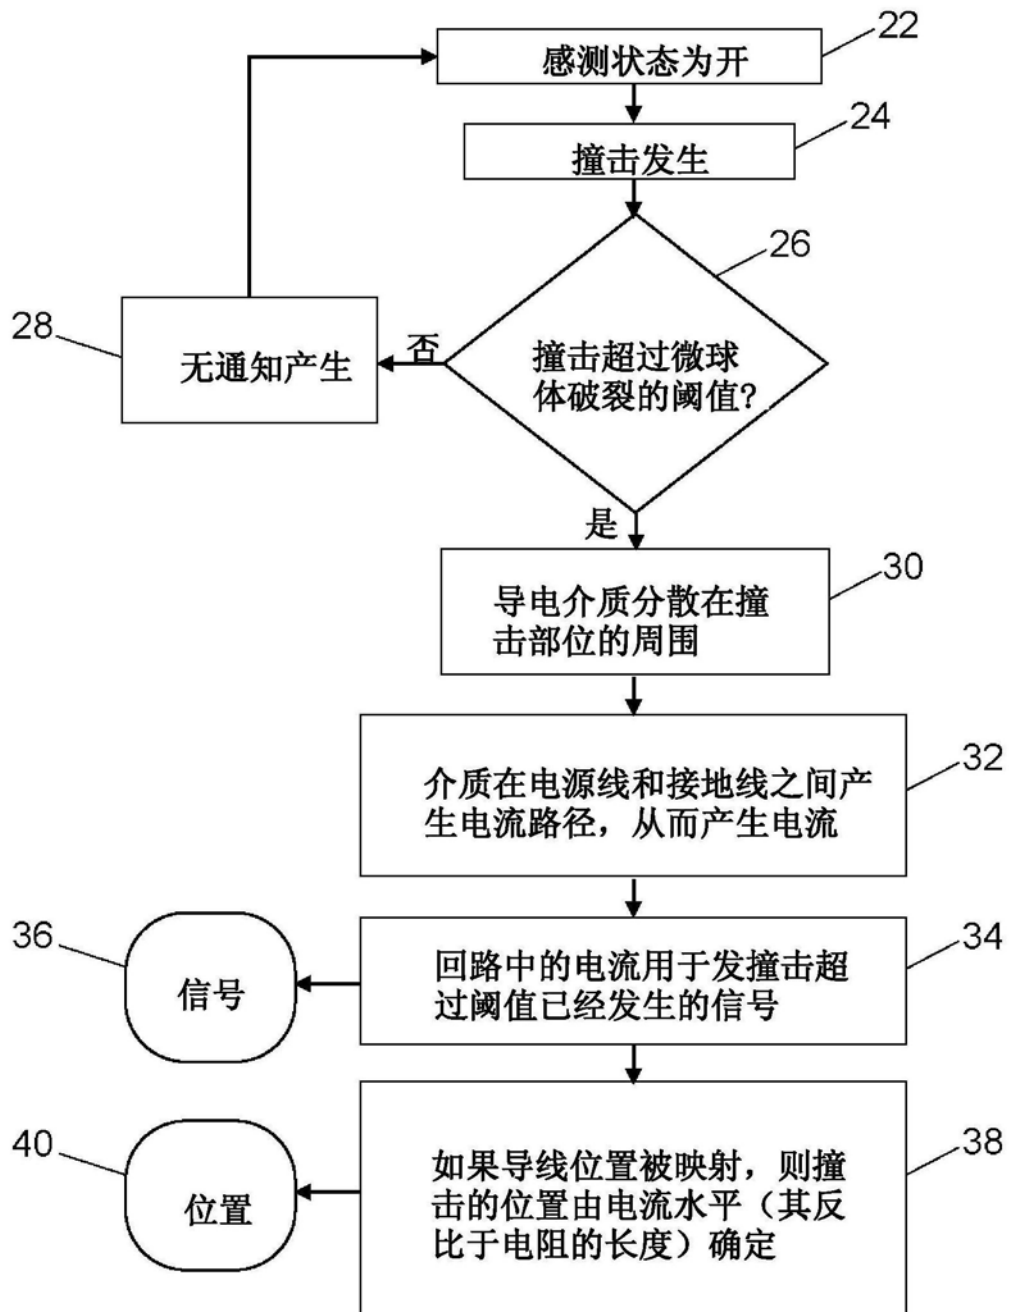 22
感测状态为开
24
撞击发生
26
撞击超过微球
体破裂的阈值?
否
28
无通知产生
是
30
导电介质分散在撞
击部位的周围
32
介质在电源线和接地线之间产
生电流路径，从而产生电流
34
回路中的电流用于发撞击超
过阈值已经发生的信号
36
信号
38
如果导线位置被映射，则撞
击的位置由电流水平（其反
比于电阻的长度）确定
40
位置